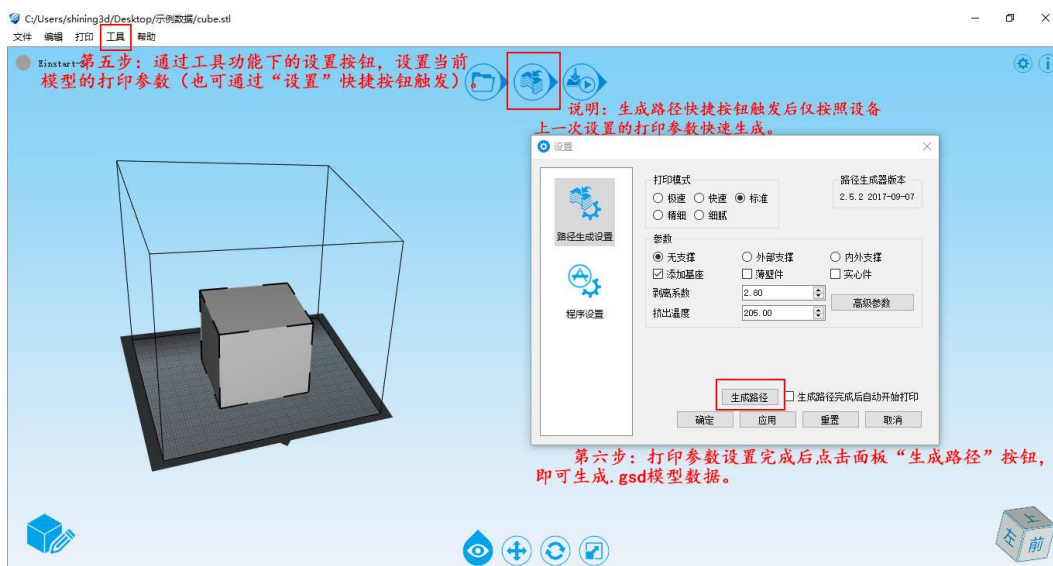 C:/Users/shining3d/Desktop/示例数据/cube.stl
文件 编辑 打印 工具 帮助
第五步：通过工具功能下的设置按钮，设置当前
模型的打印参数（也可通过“设置”快捷按钮触发）。
说明：生成路径快捷按钮触发后仅按照设备
上一次设置的打印参数快速生成。
设置
路径生成设置
程序设置
打印模式
极速 快速 标准
精细 细腻
路径生成器版本
2.5.2 2017-09-07
参数
无支撑 外部支撑 内外支撑
添加基座 薄壁件 实心件
剥离系数 2.80
高级参数
挤出温度 205.00
生成路径 生成路径完成后自动开始打印
确定 应用 重置 取消
第六步：打印参数设置完成后点击面板“生成路径”按钮，
即可生成.gsd模型数据。
上
左 前